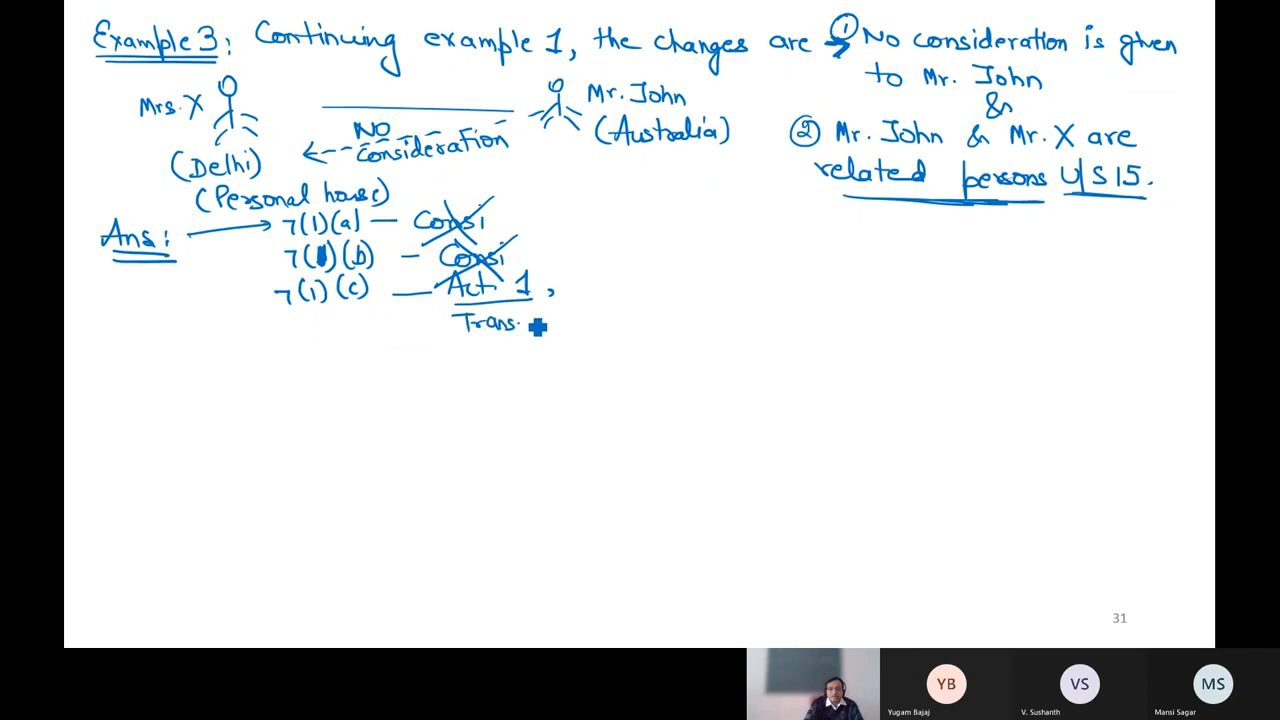 Example 3: Continuing example 1, the changes are → ① No consideration is given
to Mr. John
&
② Mr. John & Mr. X are
related persons U/S 15.
Mrs. X
Mr. John
(Australia)
NO
consideration
(Delhi)
(Personal house)
Ans: → 7(1)(a) — Consi
7(1)(b) — Consi
7(1)(c) — Act 1,
Trans.
31
YB
VS
MS
Yugam Bajaj
V. Sushanth
Mansi Sagar